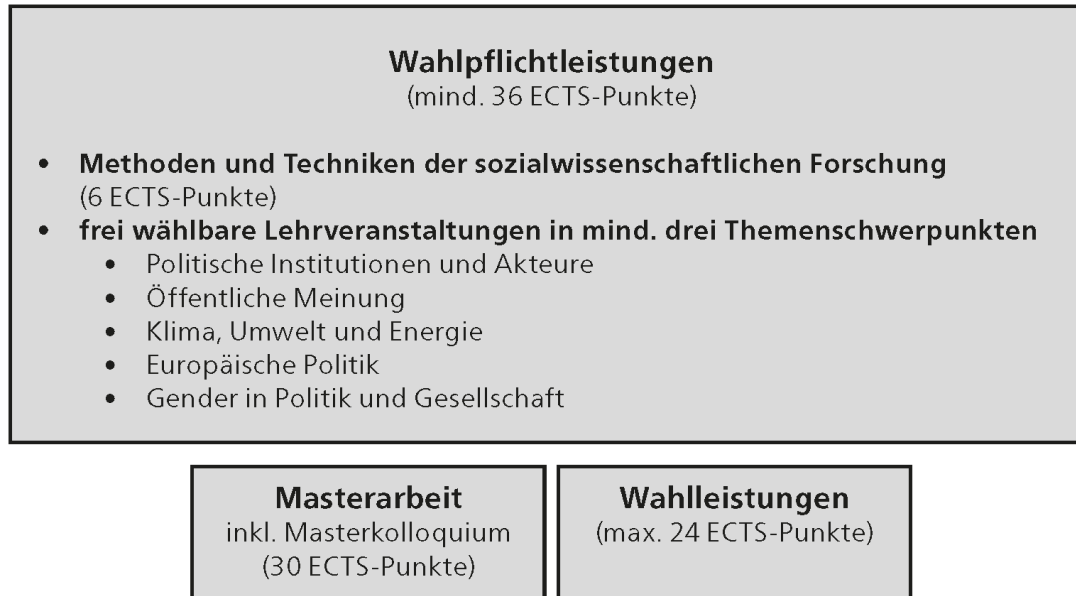 Wahlpflichtleistungen
(mind. 36 ECTS-Punkte)
• Methoden und Techniken der sozialwissenschaftlichen Forschung
(6 ECTS-Punkte)
• frei wählbare Lehrveranstaltungen in mind. drei Themenschwerpunkten
• Politische Institutionen und Akteure
• Öffentliche Meinung
• Klima, Umwelt und Energie
• Europäische Politik
• Gender in Politik und Gesellschaft
Masterarbeit
inkl. Masterkolloquium
(30 ECTS-Punkte)
Wahlleistungen
(max. 24 ECTS-Punkte)